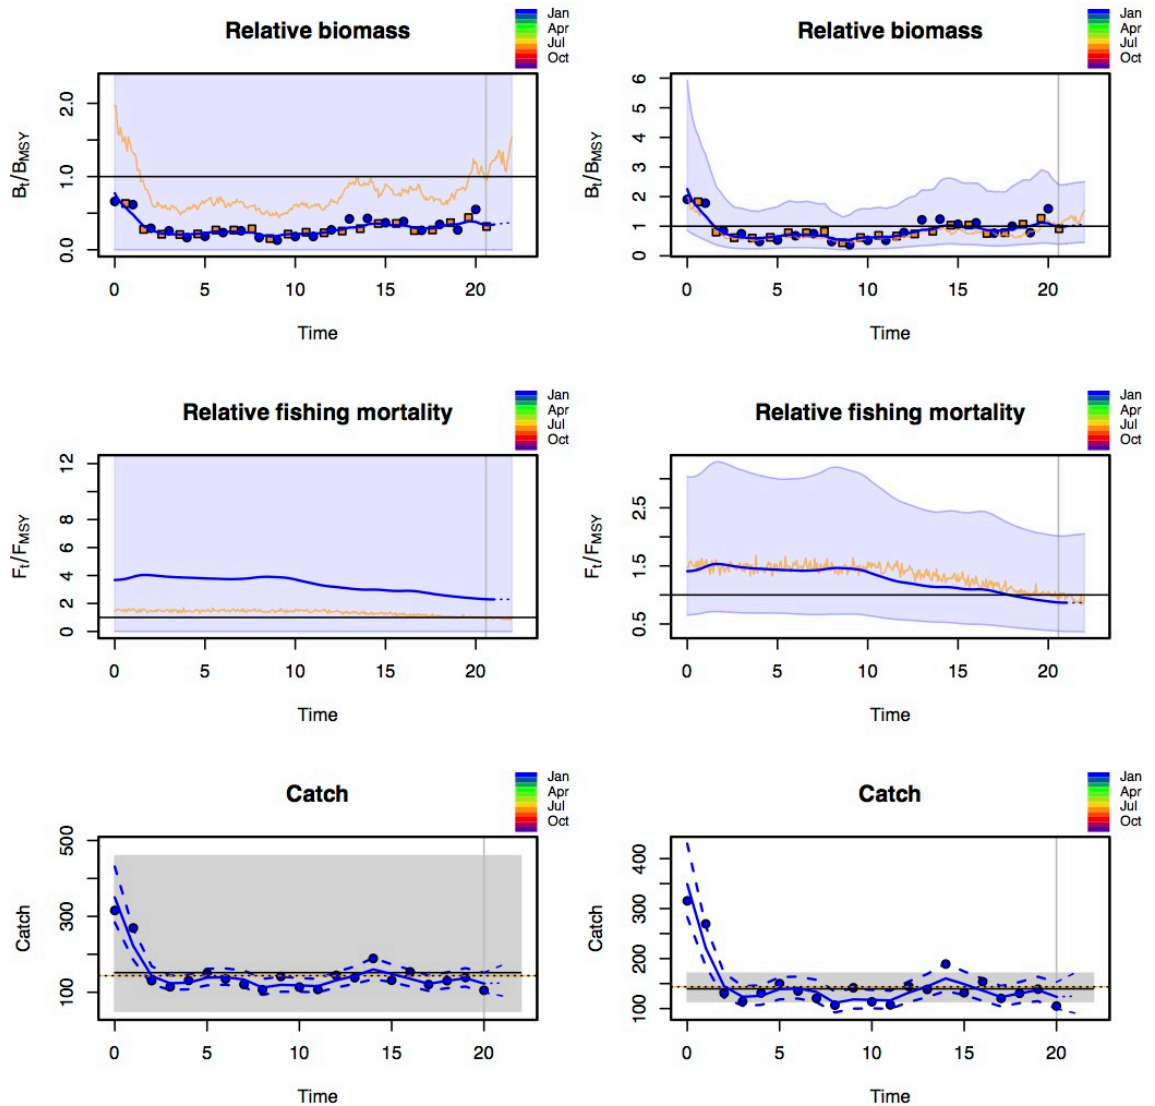 Relative biomass
Jan
Apr
Jul
Oct
Bt/BMSY
2.0
1.0
0.0
0 5 10 15 20
Time
Relative biomass
Jan
Apr
Jul
Oct
Bt/BMSY
6
5
4
3
2
1
0
0 5 10 15 20
Time
Relative fishing mortality
Jan
Apr
Jul
Oct
Ft/FMSY
12
8
6
4
2
0
0 5 10 15 20
Time
Relative fishing mortality
Jan
Apr
Jul
Oct
Ft/FMSY
2.5
1.5
0.5
0 5 10 15 20
Time
Catch
Jan
Apr
Jul
Oct
Catch
500
300
100
0 5 10 15 20
Time
Catch
Jan
Apr
Jul
Oct
Catch
400
300
200
100
0 5 10 15 20
Time